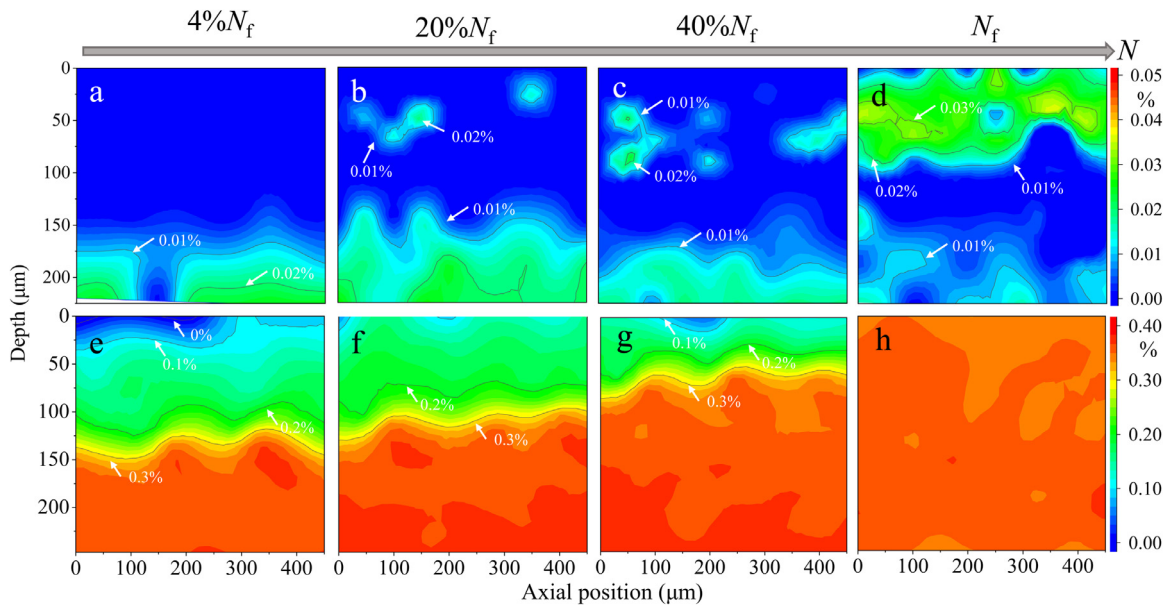 4%Nf 20%Nf 40%Nf Nf
N
0 a b c d 0.05
%
50 0.01% 0.03% 0.04
0.02%
0.01% 0.02% 0.02% 0.01% 0.03
100
150 0.01% 0.01% 0.01% 0.02
0.01%
200 0.02% 0.01
0.00
Depth (μm)
0 e 0% f g 0.1% h 0.40
%
0.1% 0.2%
50 0.30
0.2% 0.3%
100 0.2% 0.3% 0.20
150 0.3%
0.10
200
0.00
0 100 200 300 400 0 100 200 300 400 0 100 200 300 400 0 100 200 300 400
Axial position (μm)